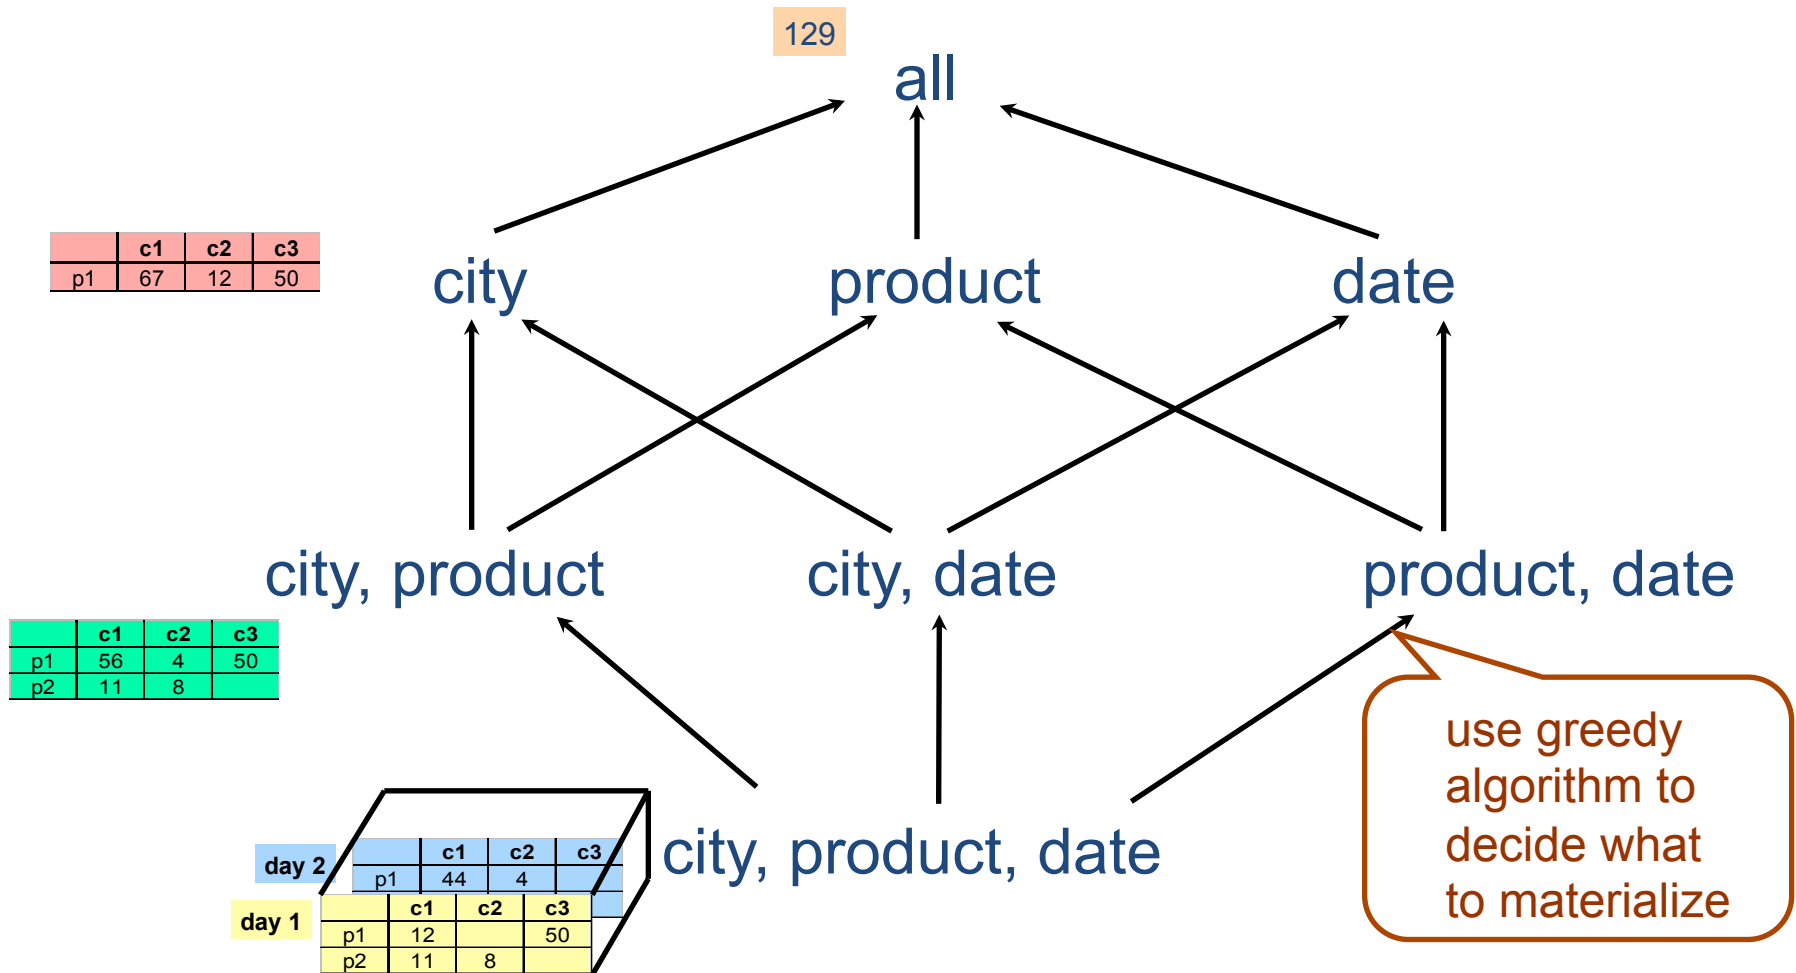 129
all
c1 c2 c3
p1 67 12 50
city product date
city, product city, date product, date
c1 c2 c3
p1 56 4 50
p2 11 8
use greedy
algorithm to
decide what
to materialize
city, product, date
day 2
c1 c2 c3
p1 44 4
day 1
c1 c2 c3
p1 12 50
p2 11 8